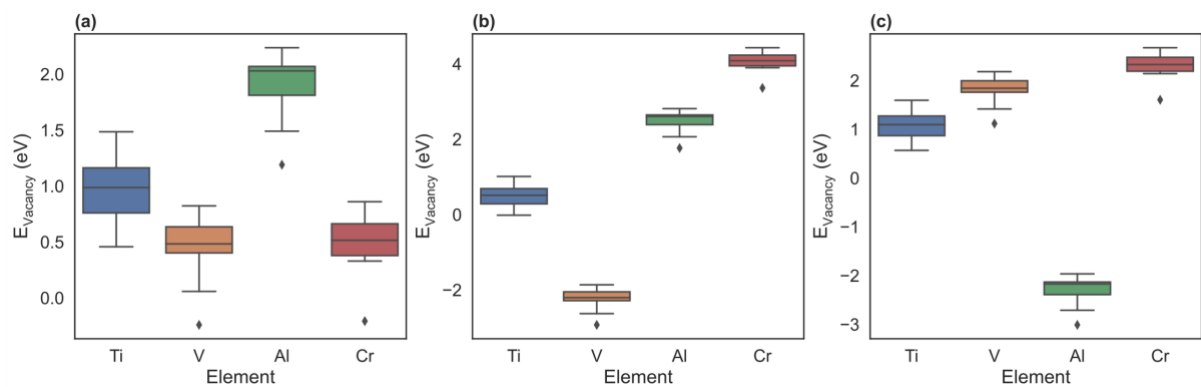 (a)
E_Vacancy (eV)
2.0
1.5
1.0
0.5
0.0
Ti V Al Cr
Element
(b)
E_Vacancy (eV)
4
2
0
−2
Ti V Al Cr
Element
(c)
E_Vacancy (eV)
2
1
0
−1
−2
−3
Ti V Al Cr
Element